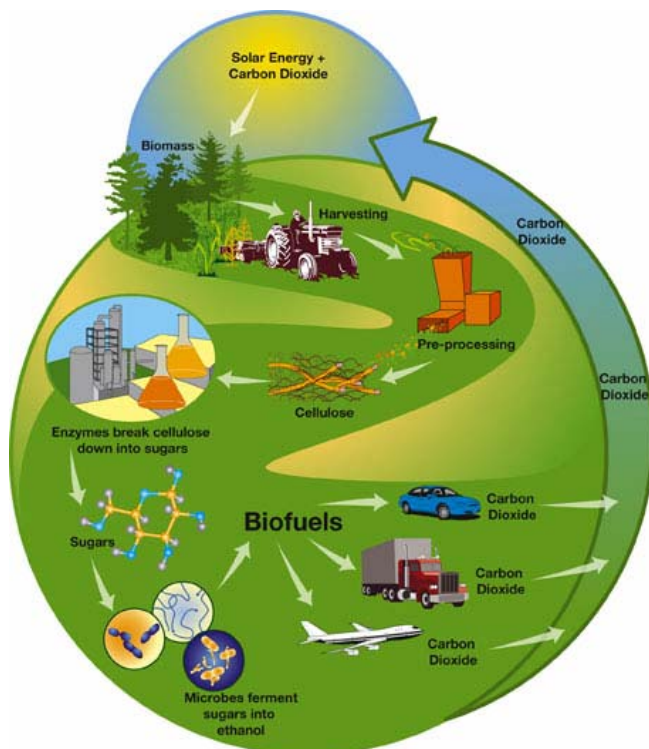 Solar Energy +
Carbon Dioxide
Biomass
Harvesting
Carbon
Dioxide
Pre-processing
Cellulose
Carbon
Dioxide
Enzymes break cellulose
down into sugars
Sugars
Biofuels
Carbon
Dioxide
Carbon
Dioxide
Carbon
Dioxide
Microbes ferment
sugars into
ethanol